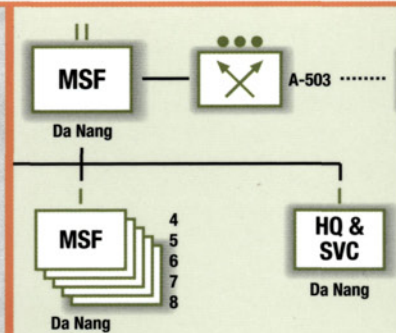 MSF
A-503
Da Nang
MSF
4
5
6
7
8
Da Nang
HQ &
SVC
Da Nang